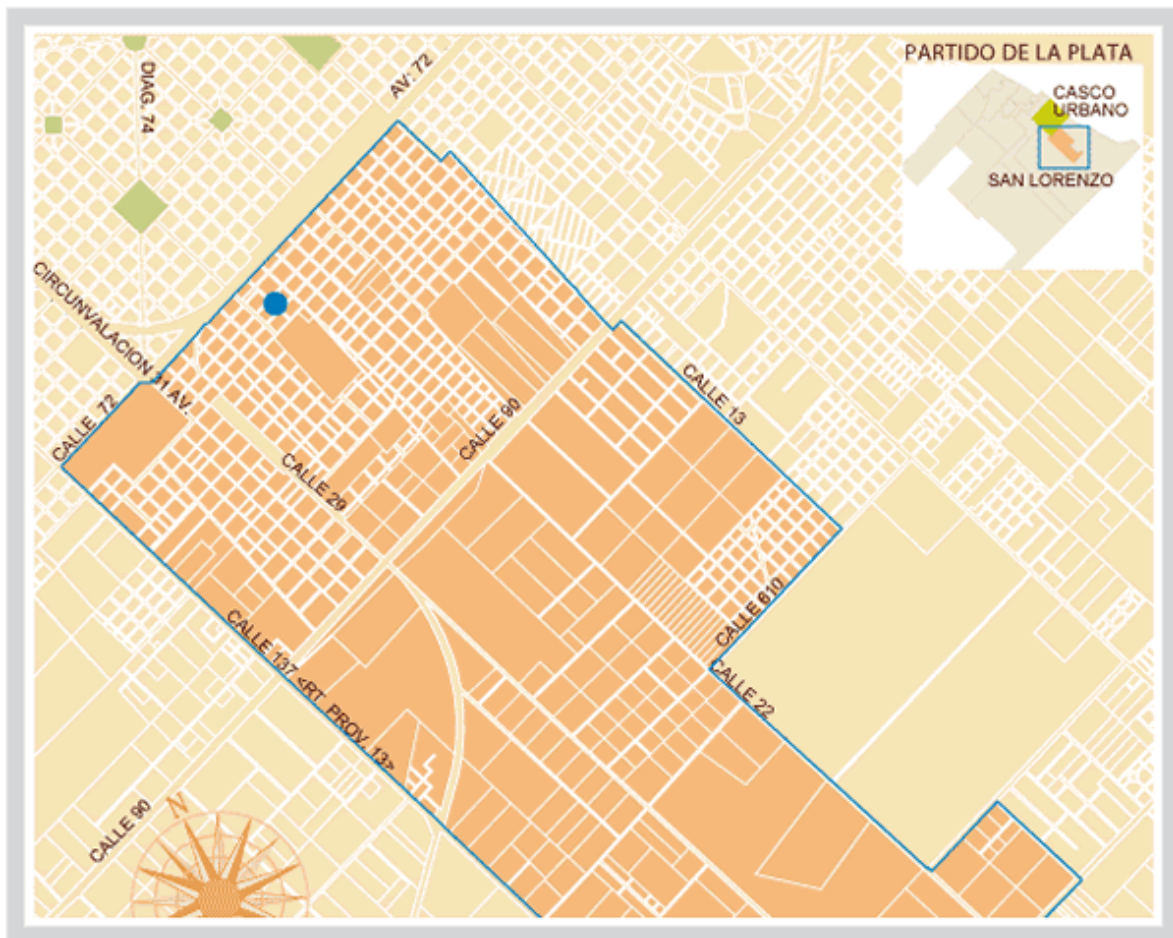 PARTIDO DE LA PLATA
CASCO
URBANO
SAN LORENZO
DIAG. 74
AV. 72
CIRCUNVALACION 31 AV.
CALLE 72
CALLE 29
CALLE 90
CALLE 13
CALLE 610
CALLE 22
CALLE 137 <RT. PROV. 13>
CALLE 90
N